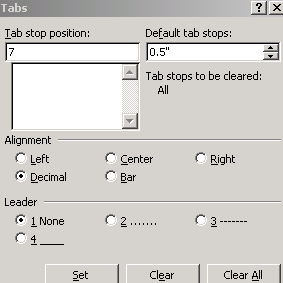 Tabs ? ×
Tab stop position: Default tab stops:
7 0.5"
Tab stops to be cleared:
All
Alignment
Left Center Right
Decimal Bar
Leader
1 None 2 ....... 3 -------
4 ____
Set Clear Clear All